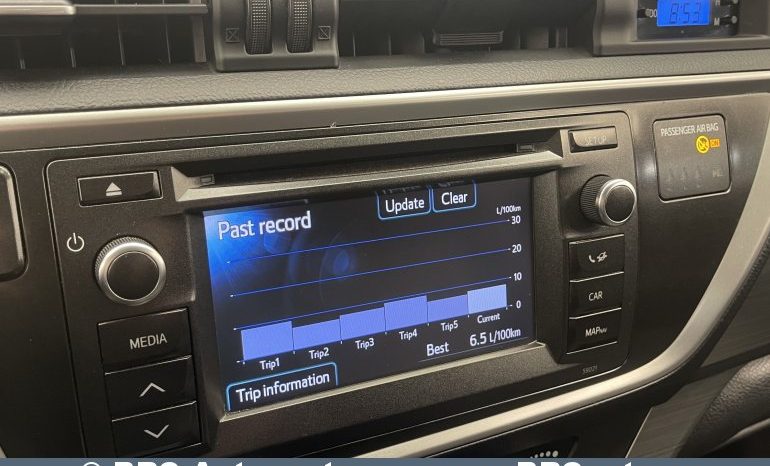 8:53
M
SETUP
PASSENGER AIR BAG
ON
Past record
Update
Clear
L/100km
30
20
10
0
Trip1
Trip2
Trip3
Trip4
Trip5
Current
Best 6.5 L/100km
Trip information
MEDIA
CAR
MAP